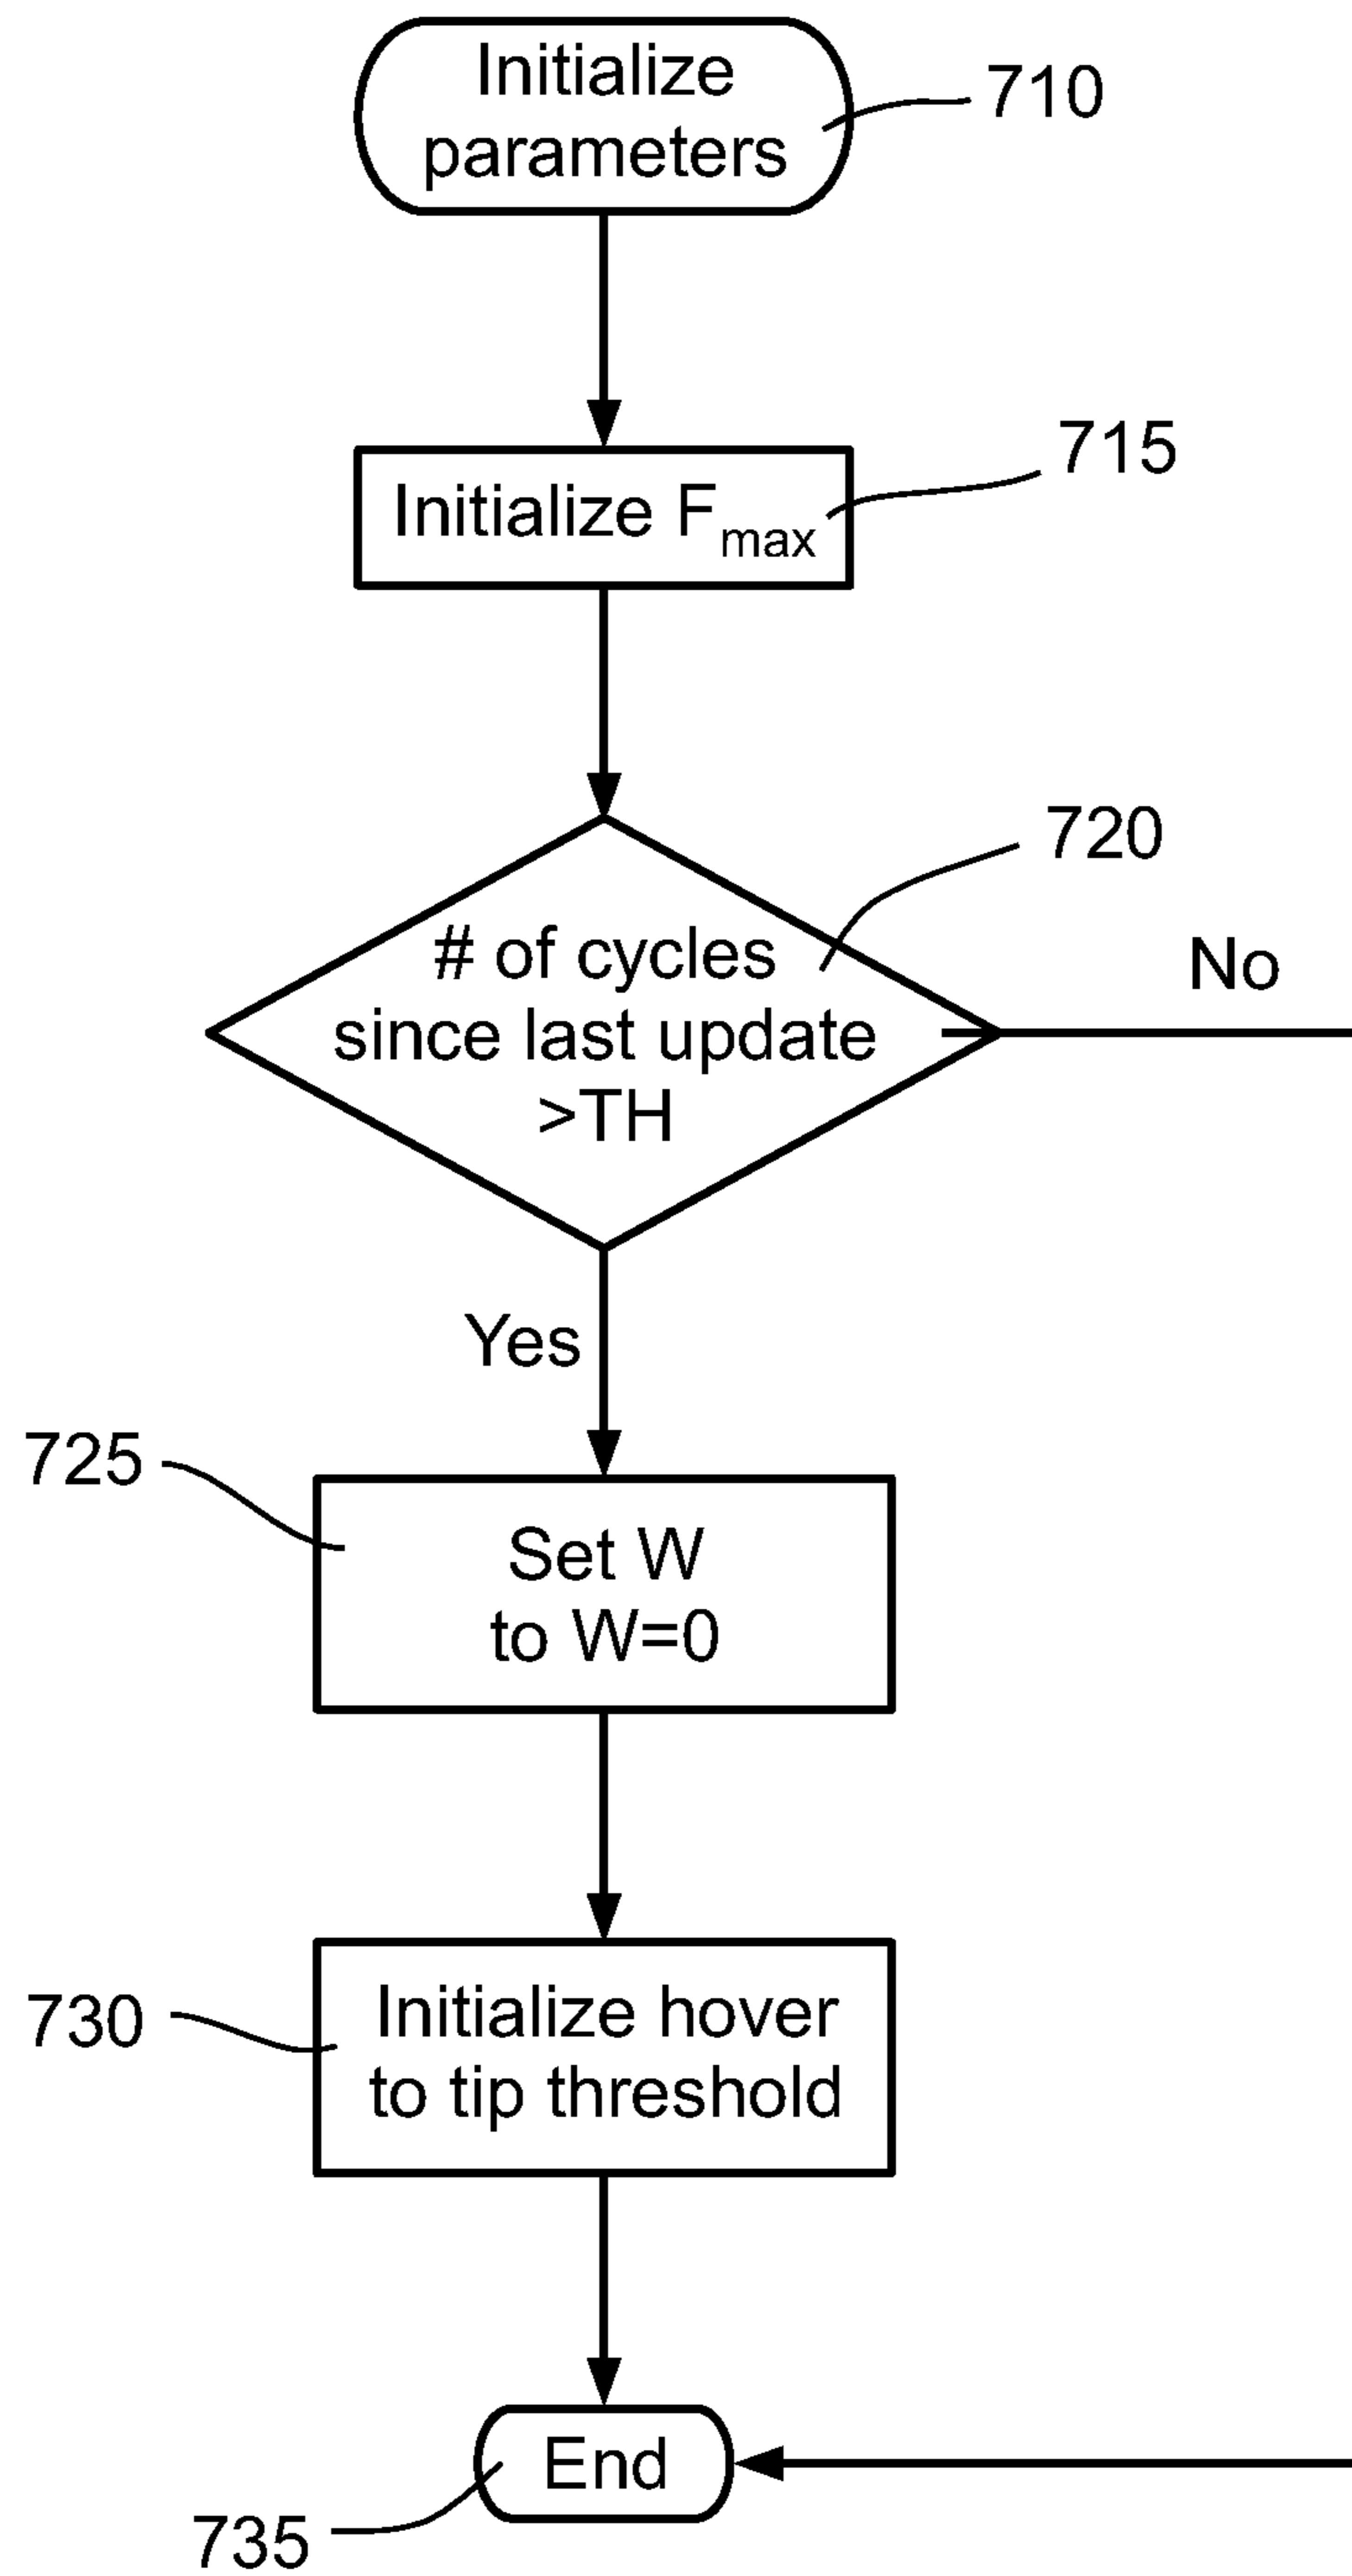 Initialize
parameters
710
Initialize Fmax
715
720
# of cycles
since last update
>TH
No
Yes
725
Set W
to W=0
730
Initialize hover
to tip threshold
End
735